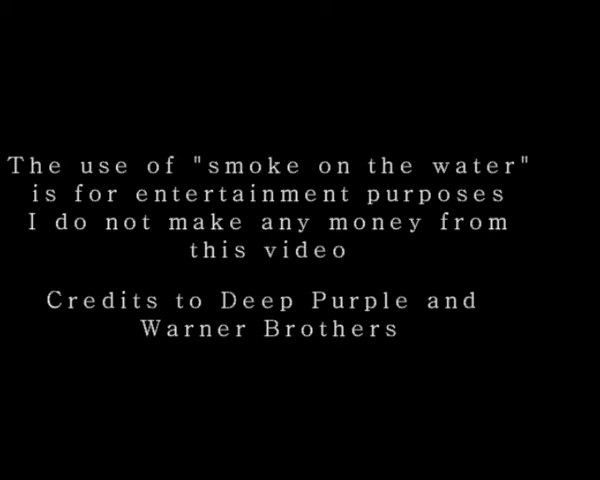 The use of "smoke on the water"
is for entertainment purposes
I do not make any money from
this video
Credits to Deep Purple and
Warner Brothers